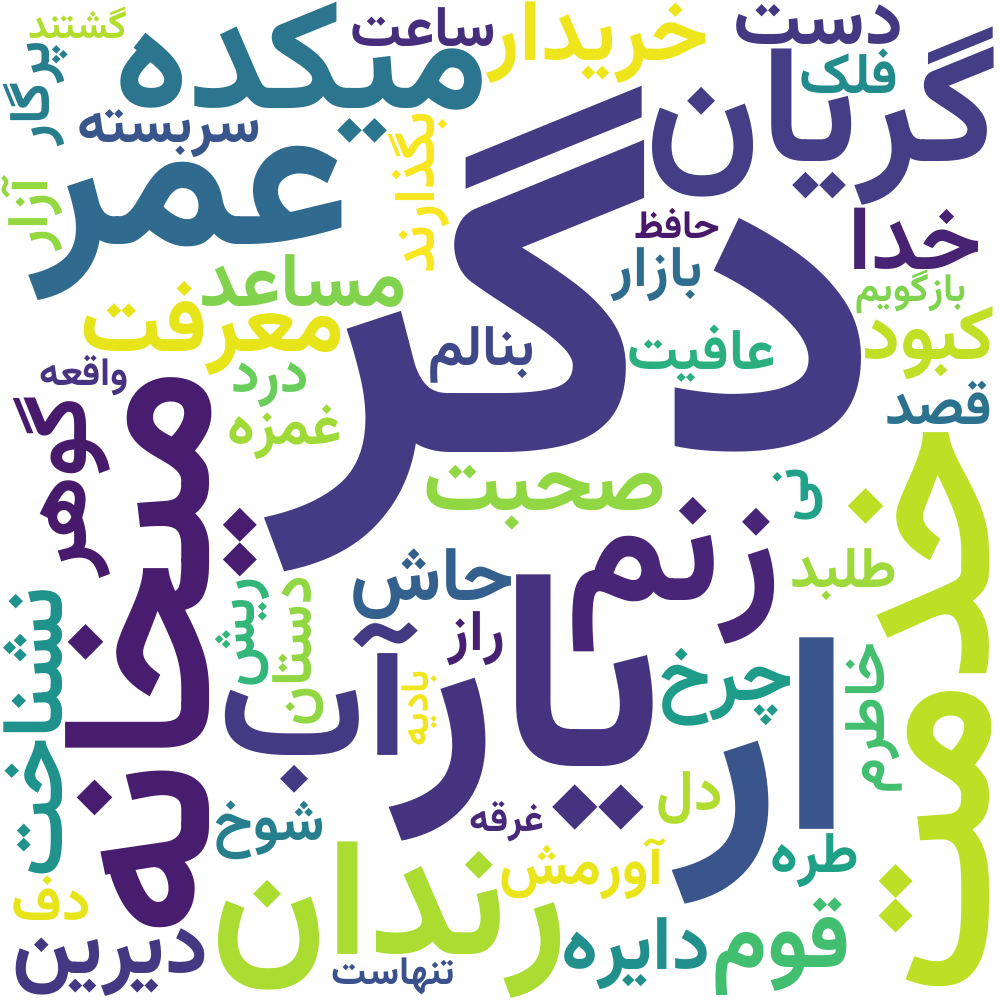 گشتند
میکده
ساعت
خریدار
دست
گریان
فلک
پرگار
سربسته
عمر
بگذارند
آزار
دگر
حافظ
خدا
بازار
بازگویم
مساعد
معرفت
کبود
بنالم
عافیت
واقعه
درد
غمزه
قصد
میخانه
گوهر
صحبت
خدمت
زنم
نی
حاش
طلبد
یار
ریش
دستان
نشناخت
راز
آب
بادیه
چرخ
ار
خاطرم
شوخ
دل
غرقه
طره
رندان
آورمش
دف
قوم
دایره
دیرین
تنهاست